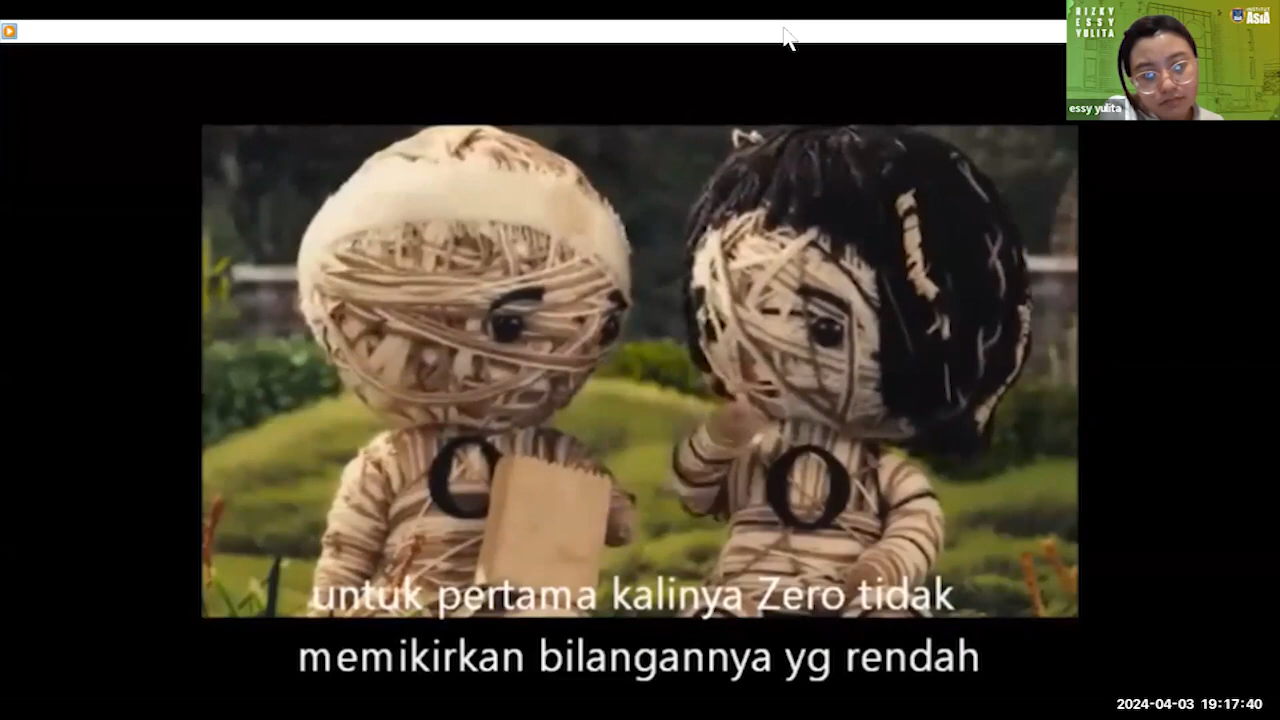 RIZKY
ESSY
YULITA
INSTITUT
ASIA
essy yulita
O
O
untuk pertama kalinya Zero tidak
memikirkan bilangannya yg rendah
2024-04-03 19:17:40